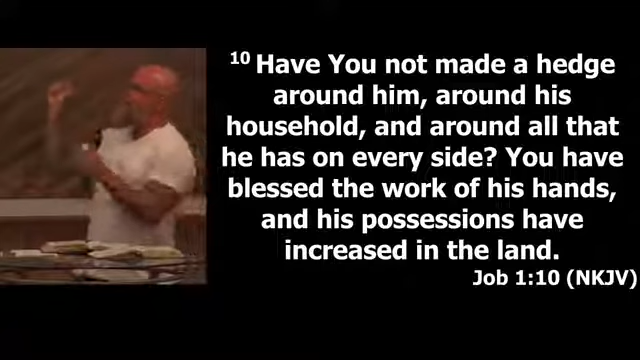 10 Have You not made a hedge
around him, around his
household, and around all that
he has on every side? You have
blessed the work of his hands,
and his possessions have
increased in the land.
Job 1:10 (NKJV)